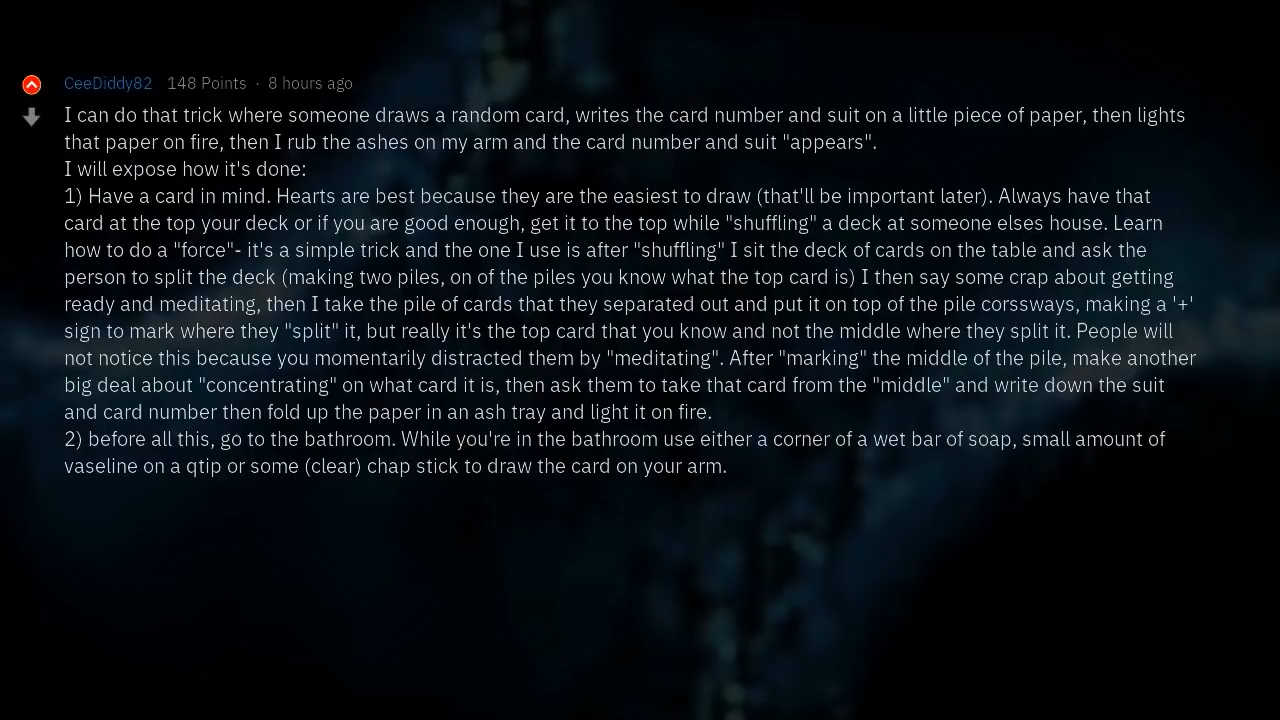 CeeDiddy82 148 Points · 8 hours ago
I can do that trick where someone draws a random card, writes the card number and suit on a little piece of paper, then lights
that paper on fire, then I rub the ashes on my arm and the card number and suit "appears".
I will expose how it's done:
1) Have a card in mind. Hearts are best because they are the easiest to draw (that'll be important later). Always have that
card at the top your deck or if you are good enough, get it to the top while "shuffling" a deck at someone elses house. Learn
how to do a "force"- it's a simple trick and the one I use is after "shuffling" I sit the deck of cards on the table and ask the
person to split the deck (making two piles, on of the piles you know what the top card is) I then say some crap about getting
ready and meditating, then I take the pile of cards that they separated out and put it on top of the pile corssways, making a '+'
sign to mark where they "split" it, but really it's the top card that you know and not the middle where they split it. People will
not notice this because you momentarily distracted them by "meditating". After "marking" the middle of the pile, make another
big deal about "concentrating" on what card it is, then ask them to take that card from the "middle" and write down the suit
and card number then fold up the paper in an ash tray and light it on fire.
2) before all this, go to the bathroom. While you're in the bathroom use either a corner of a wet bar of soap, small amount of
vaseline on a qtip or some (clear) chap stick to draw the card on your arm.